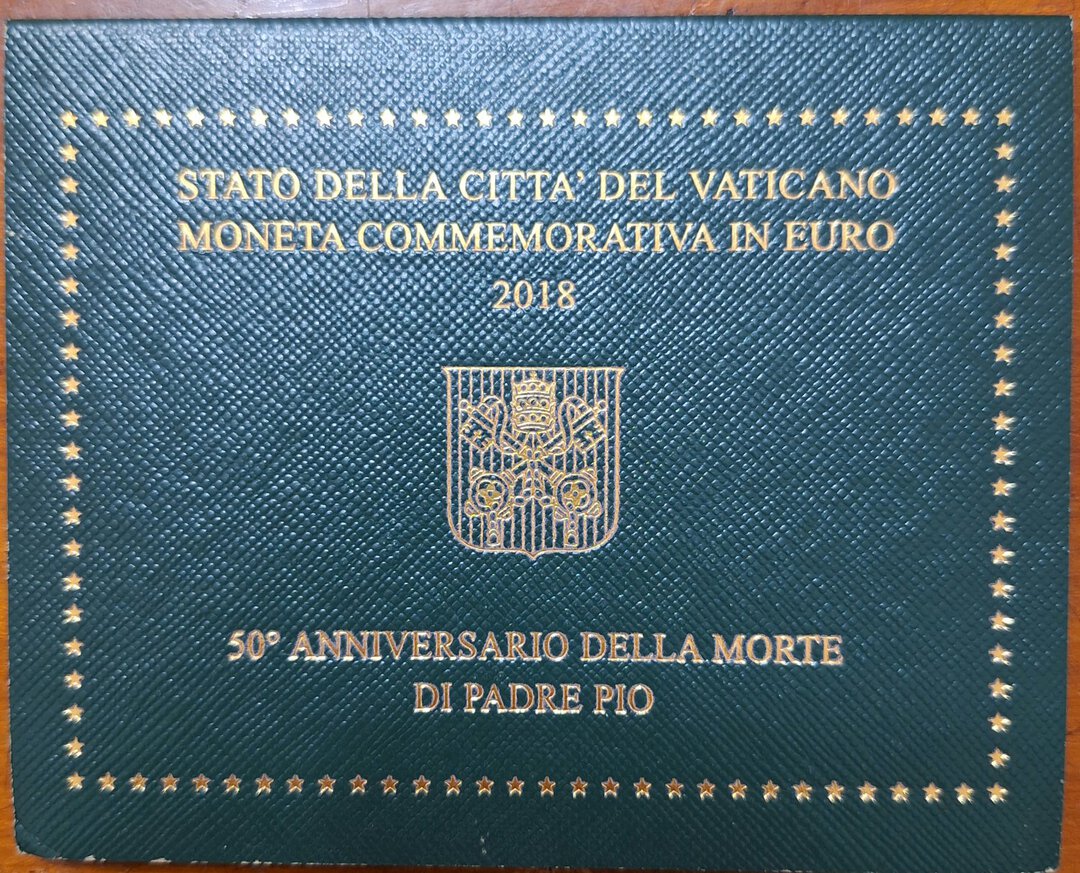 STATO DELLA CITTA' DEL VATICANO
MONETA COMMEMORATIVA IN EURO
2018
50° ANNIVERSARIO DELLA MORTE
DI PADRE PIO